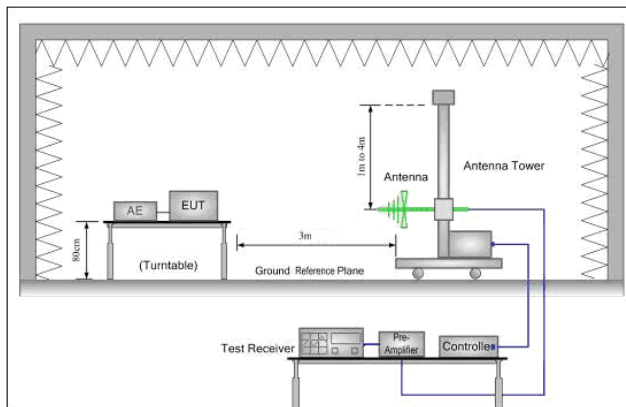 1m to 4m
Antenna
Antenna Tower
AE
EUT
80cm
(Turntable)
3m
Ground Reference Plane
Test Receiver
Pre-
Amplifier
Controller